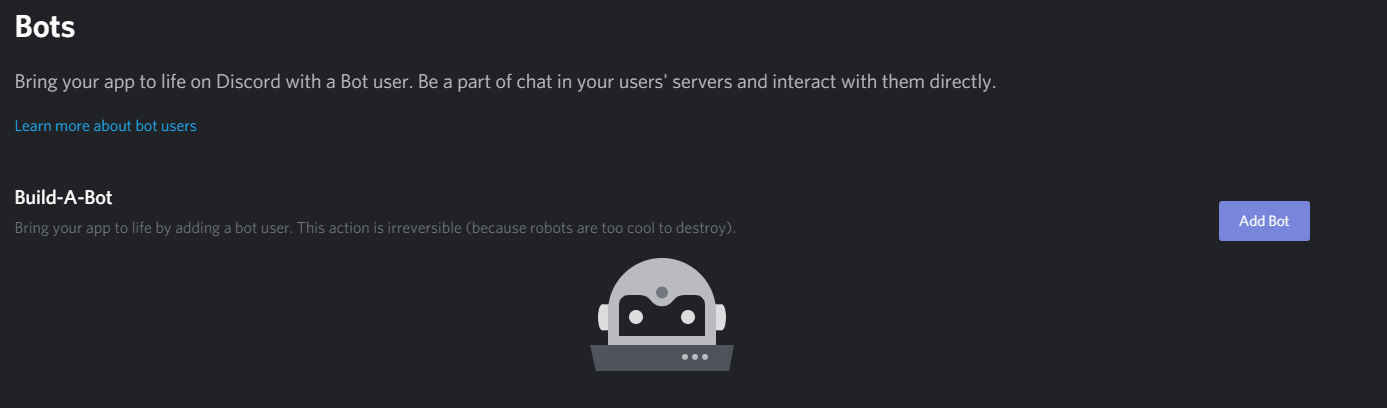 Bots
Bring your app to life on Discord with a Bot user. Be a part of chat in your users' servers and interact with them directly.
Learn more about bot users
Build-A-Bot
Bring your app to life by adding a bot user. This action is irreversible (because robots are too cool to destroy).
Add Bot